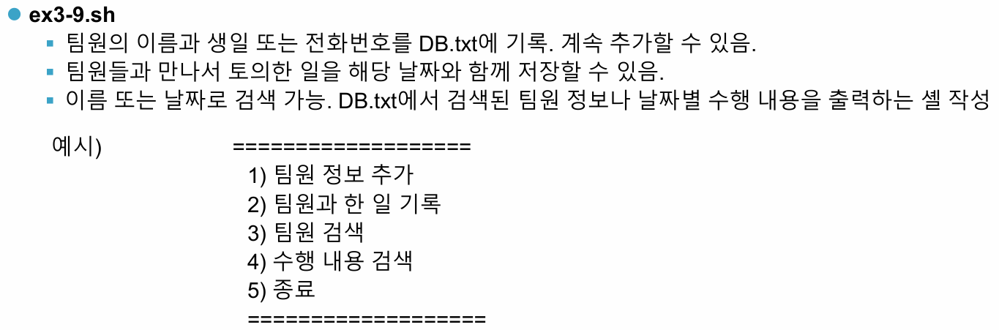 ex3-9.sh
팀원의 이름과 생일 또는 전화번호를 DB.txt에 기록. 계속 추가할 수 있음.
팀원들과 만나서 토의한 일을 해당 날짜와 함께 저장할 수 있음.
이름 또는 날짜로 검색 가능. DB.txt에서 검색된 팀원 정보나 날짜별 수행 내용을 출력하는 셸 작성
예시) ===================
1) 팀원 정보 추가
2) 팀원과 한 일 기록
3) 팀원 검색
4) 수행 내용 검색
5) 종료
===================